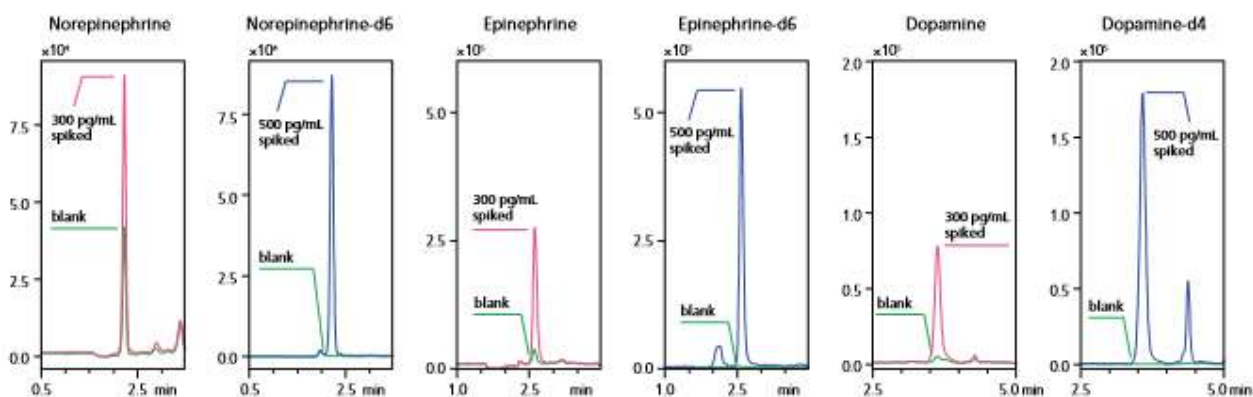 Norepinephrine
×10⁴
7.5
5.0
2.5
0.0
300 pg/mL
spiked
blank
0.5
2.5
min
Norepinephrine-d6
×10⁴
7.5
5.0
2.5
0.0
500 pg/mL
spiked
blank
0.5
2.5
min
Epinephrine
×10⁵
5.0
2.5
0.0
300 pg/mL
spiked
blank
1.0
2.5
min
Epinephrine-d6
×10⁵
5.0
2.5
0.0
500 pg/mL
spiked
blank
1.0
2.5
min
Dopamine
×10⁵
2.0
1.5
1.0
0.5
0.0
300 pg/mL
spiked
blank
2.5
5.0 min
Dopamine-d4
×10⁵
2.0
1.5
1.0
0.5
0.0
500 pg/mL
spiked
blank
2.5
5.0 min